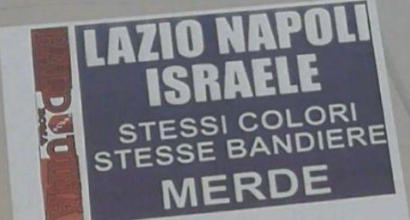 LAZIO NAPOLI
ISRAELE
STESSI COLORI
STESSE BANDIERE
MERDE